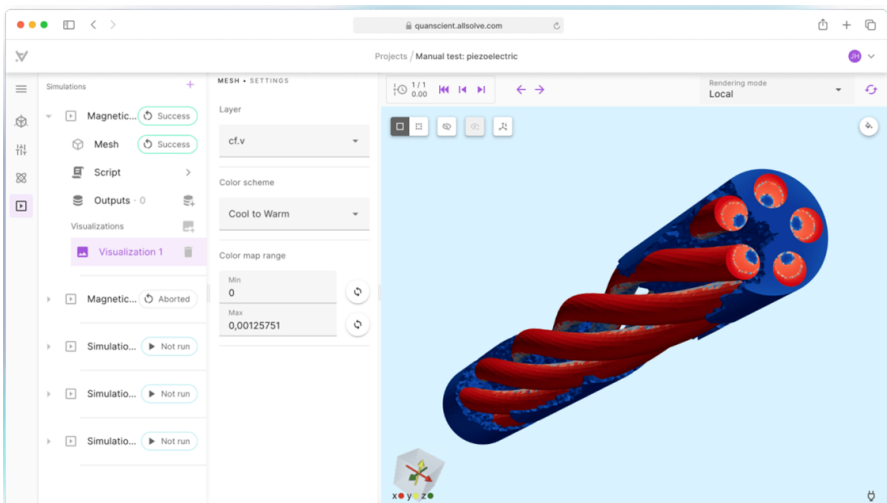 quanscient.allsolve.com
Projects / Manual test: piezoelectric
JH
Simulations
Magnetic... Success
Mesh Success
Script
Outputs · 0
Visualizations
Visualization 1
Magnetic... Aborted
Simulatio... Not run
Simulatio... Not run
Simulatio... Not run
MESH • SETTINGS
Layer
cf.v
Color scheme
Cool to Warm
Color map range
Min
0
Max
0,00125751
1 / 1
0.00
Rendering mode
Local
x y z